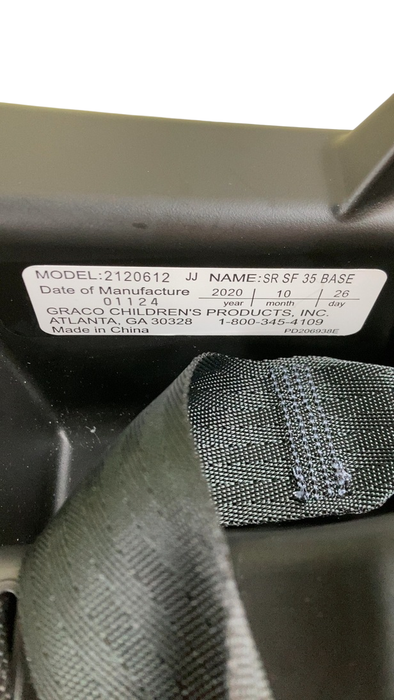 MODEL:2120612 JJ NAME:SR SF 35 BASE
Date of Manufacture 2020 10 26
01124 year month day
GRACO CHILDREN'S PRODUCTS, INC.
ATLANTA, GA 30328 1-800-345-4109
Made in China PD206938E